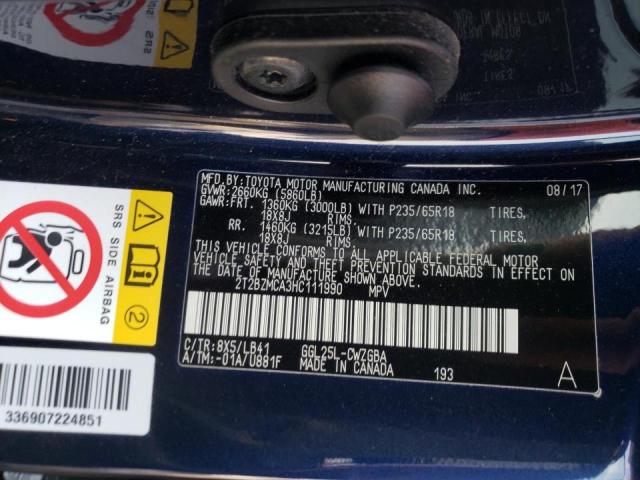 MFD.BY:TOYOTA MOTOR MANUFACTURING CANADA INC. 08/17
GVWR:2660KG (5860LB)
GAWR:FRT. 1360KG (3000LB) WITH P235/65R18 TIRES,
18X8J RIMS
RR. 1460KG (3215LB) WITH P235/65R18 TIRES,
18X8J RIMS
THIS VEHICLE CONFORMS TO ALL APPLICABLE FEDERAL MOTOR
VEHICLE SAFETY AND THEFT PREVENTION STANDARDS IN EFFECT ON
THE DATE OF MANUFACTURE SHOWN ABOVE.
2T2BZMCA3HC111990 MPV
C/TR:8X5/LB41 GGL25L-CWZGBA
A/TM:-01A/U881F MADE IN CANADA 193 A
SRS SIDE AIRBAG
2
336907224851